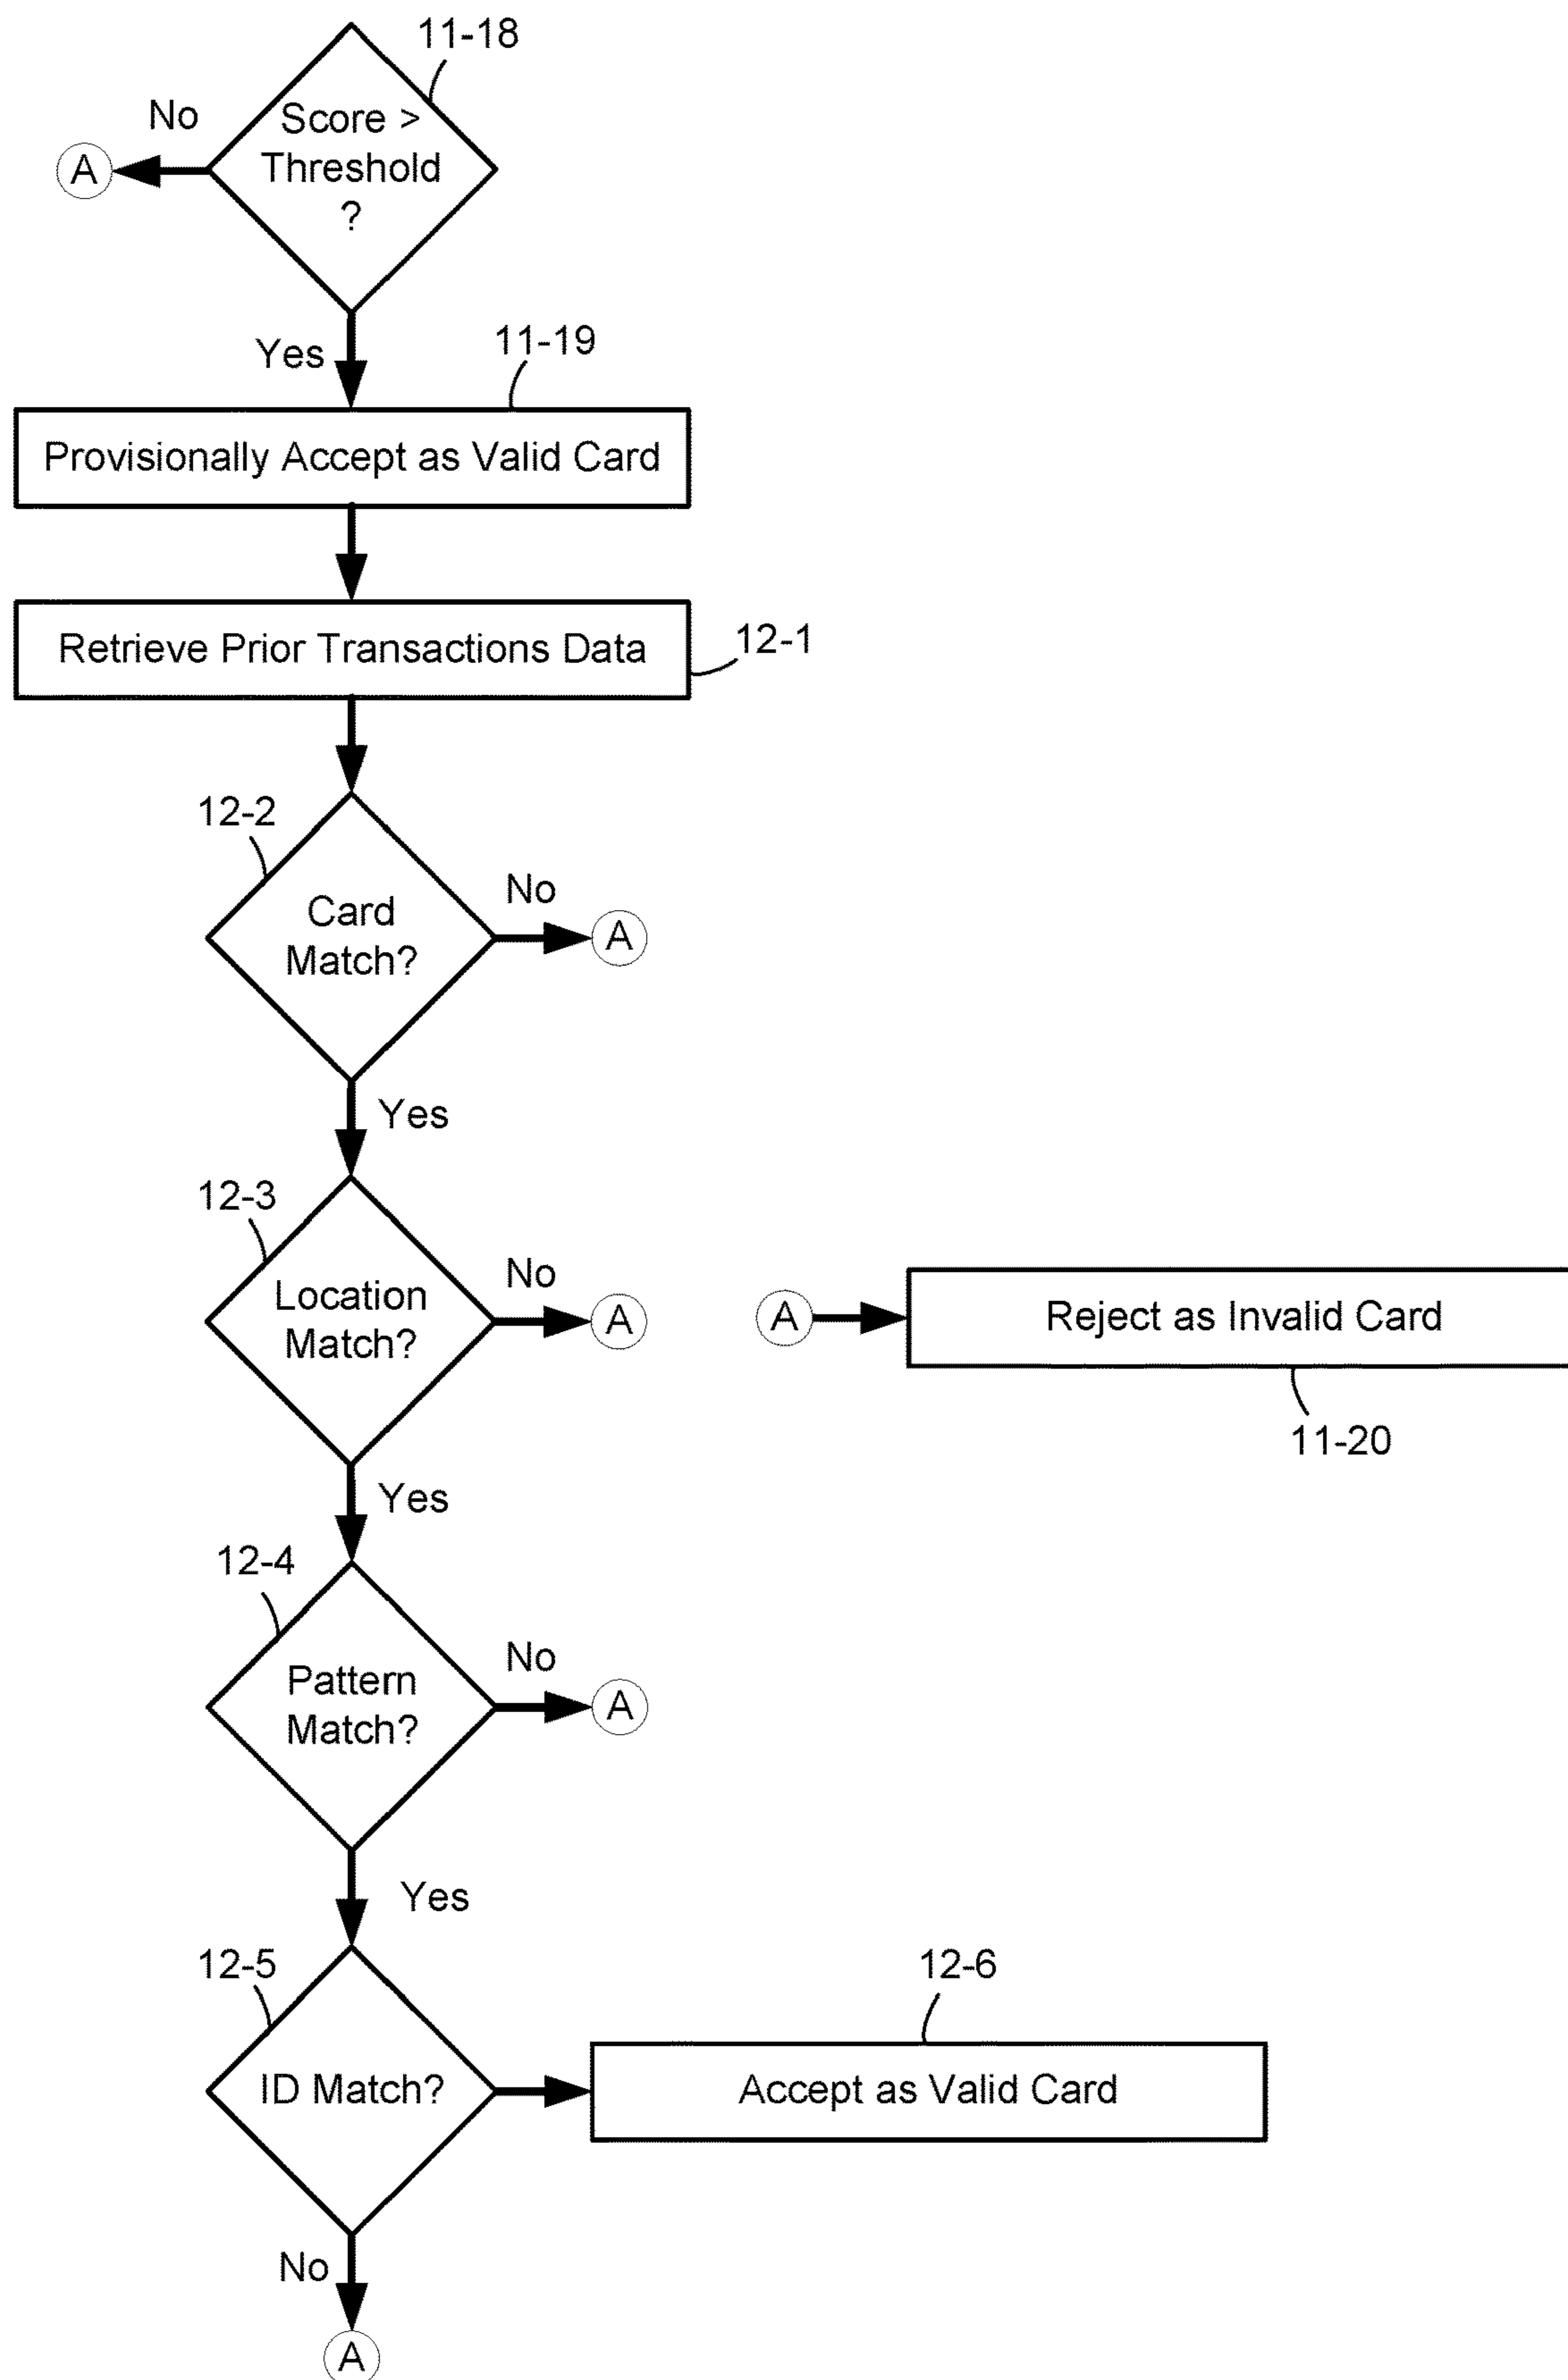 11-18
No
Score >
Threshold
?
A
Yes
11-19
Provisionally Accept as Valid Card
Retrieve Prior Transactions Data
12-1
12-2
Card
Match?
No
A
Yes
12-3
Location
Match?
No
A
A
Reject as Invalid Card
11-20
Yes
12-4
Pattern
Match?
No
A
Yes
12-5
12-6
ID Match?
Accept as Valid Card
No
A